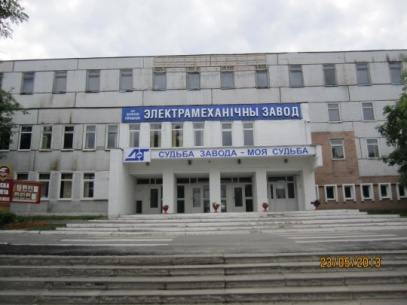 ЭЛЕКТРАМЕХАНІЧНЫ ЗАВОД
СУДЬБА ЗАВОДА - МОЯ СУДЬБА
23/05/2013